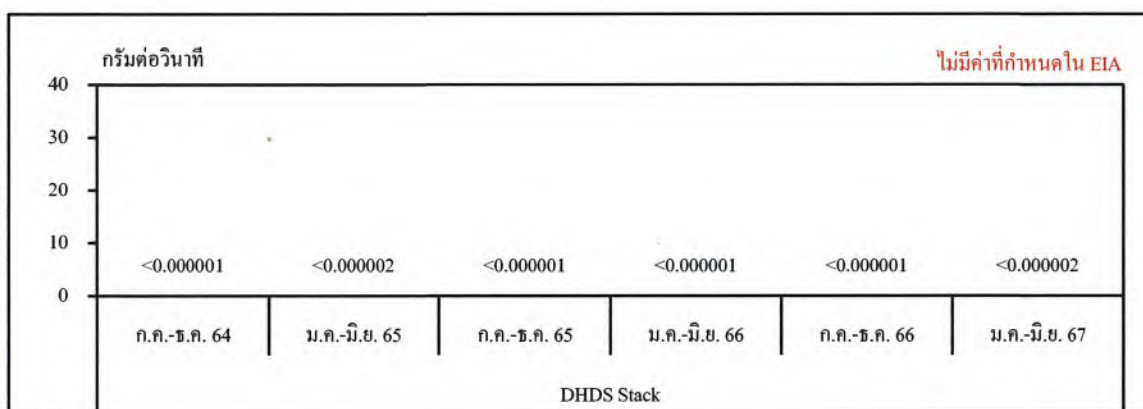 กรัมต่อวินาที
ไม่มีค่าที่กำหนดใน EIA
40
30
20
10
0
<0.000001 <0.000002 <0.000001 <0.000001 <0.000001 <0.000002
ก.ค.-ธ.ค. 64 ม.ค.-มิ.ย. 65 ก.ค.-ธ.ค. 65 ม.ค.-มิ.ย. 66 ก.ค.-ธ.ค. 66 ม.ค.-มิ.ย. 67
DHDS Stack